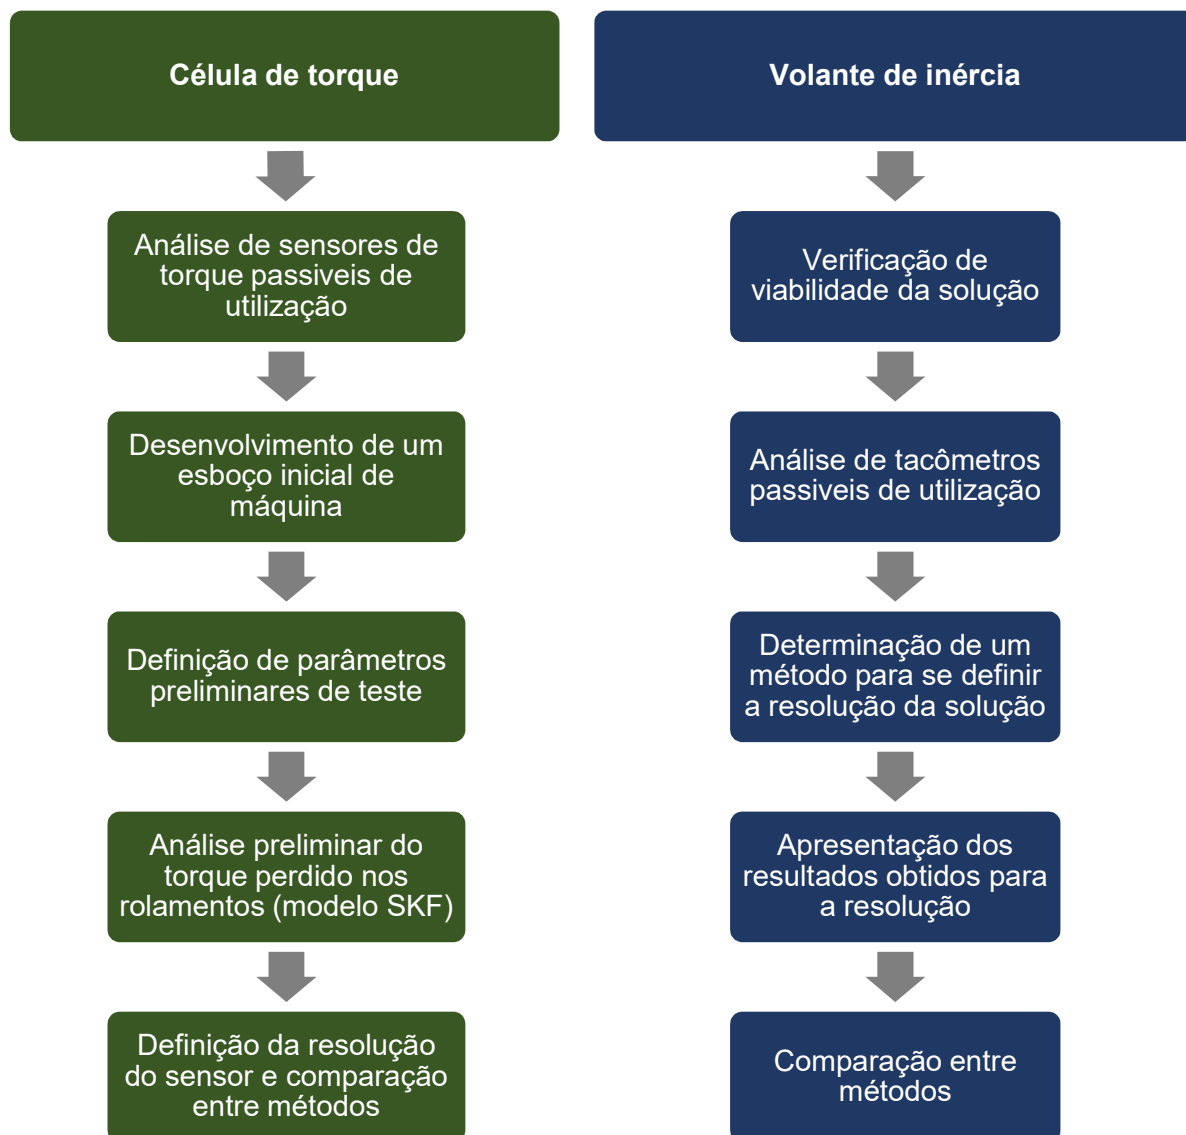 Célula de torque
Análise de sensores de
torque passiveis de
utilização
Desenvolvimento de um
esboço inicial de
máquina
Definição de parâmetros
preliminares de teste
Análise preliminar do
torque perdido nos
rolamentos (modelo SKF)
Definição da resolução
do sensor e comparação
entre métodos
Volante de inércia
Verificação de
viabilidade da solução
Análise de tacômetros
passiveis de utilização
Determinação de um
método para se definir
a resolução da solução
Apresentação dos
resultados obtidos para
a resolução
Comparação entre
métodos